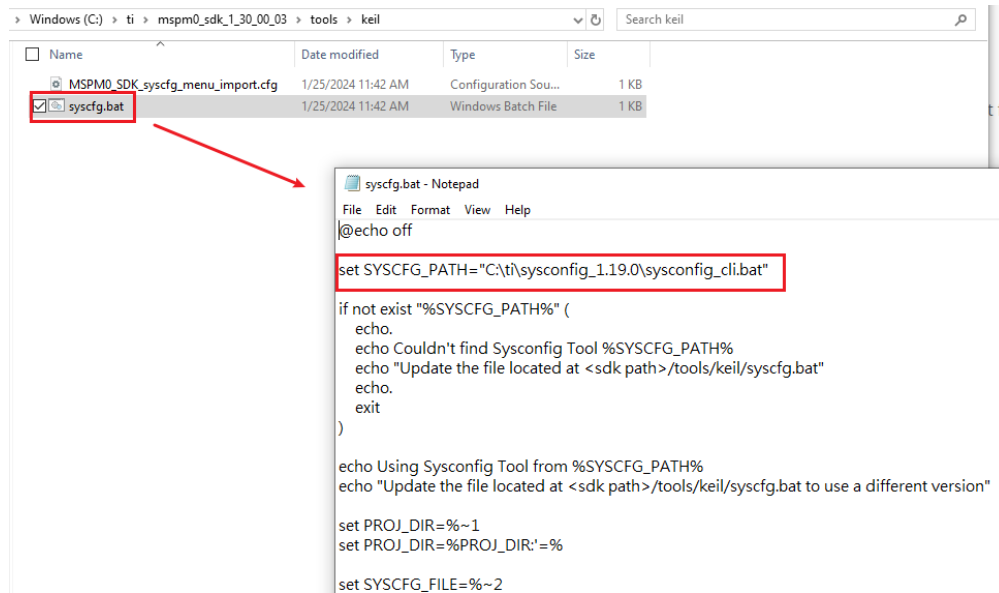 › Windows (C:) › ti › mspm0_sdk_1_30_00_03 › tools › keil
Search keil
Name
Date modified
Type
Size
MSPM0_SDK_syscfg_menu_import.cfg 1/25/2024 11:42 AM Configuration Sou... 1 KB
syscfg.bat 1/25/2024 11:42 AM Windows Batch File 1 KB
syscfg.bat - Notepad
File Edit Format View Help
@echo off
set SYSCFG_PATH="C:\ti\sysconfig_1.19.0\sysconfig_cli.bat"
if not exist "%SYSCFG_PATH%" (
echo.
echo Couldn't find Sysconfig Tool %SYSCFG_PATH%
echo "Update the file located at <sdk path>/tools/keil/syscfg.bat"
echo.
exit
)
echo Using Sysconfig Tool from %SYSCFG_PATH%
echo "Update the file located at <sdk path>/tools/keil/syscfg.bat to use a different version"
set PROJ_DIR=%~1
set PROJ_DIR=%PROJ_DIR:'=%
set SYSCFG_FILE=%~2